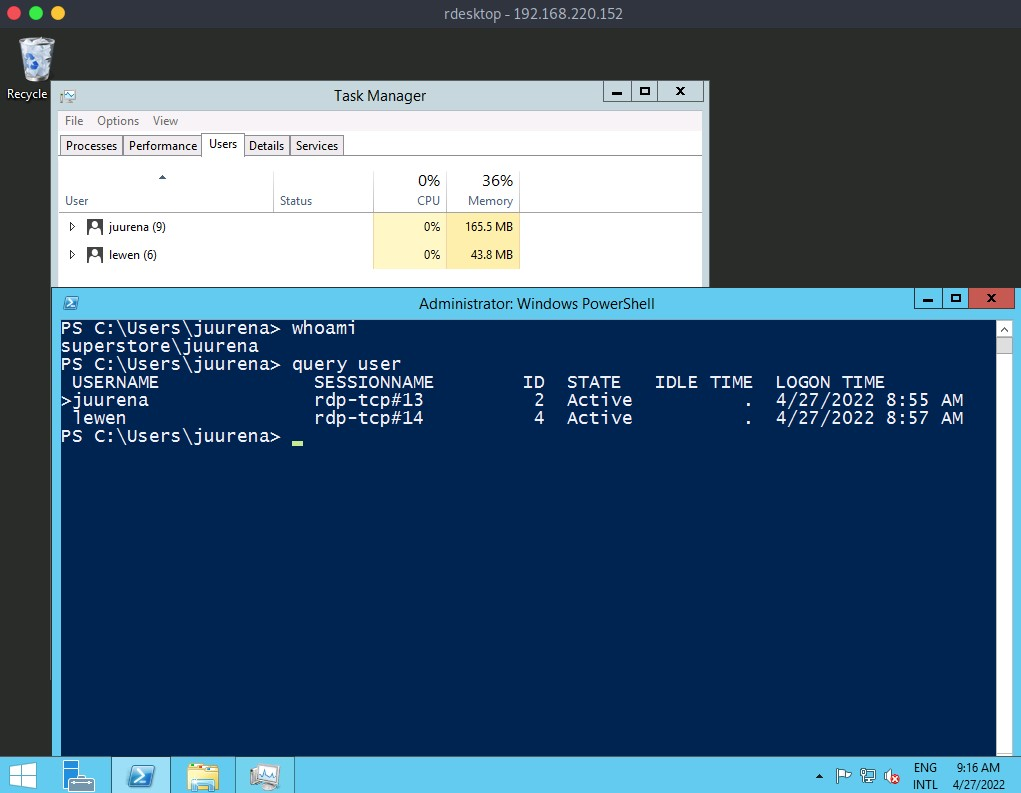 rdesktop - 192.168.220.152
Recycle
Task Manager
File Options View
Processes Performance Users Details Services
0% 36%
User Status CPU Memory
juurena (9) 0% 165.5 MB
lewen (6) 0% 43.8 MB
Administrator: Windows PowerShell
PS C:\Users\juurena> whoami
superstore\juurena
PS C:\Users\juurena> query user
USERNAME SESSIONNAME ID STATE IDLE TIME LOGON TIME
>juurena rdp-tcp#13 2 Active . 4/27/2022 8:55 AM
lewen rdp-tcp#14 4 Active . 4/27/2022 8:57 AM
PS C:\Users\juurena>
ENG 9:16 AM
INTL 4/27/2022